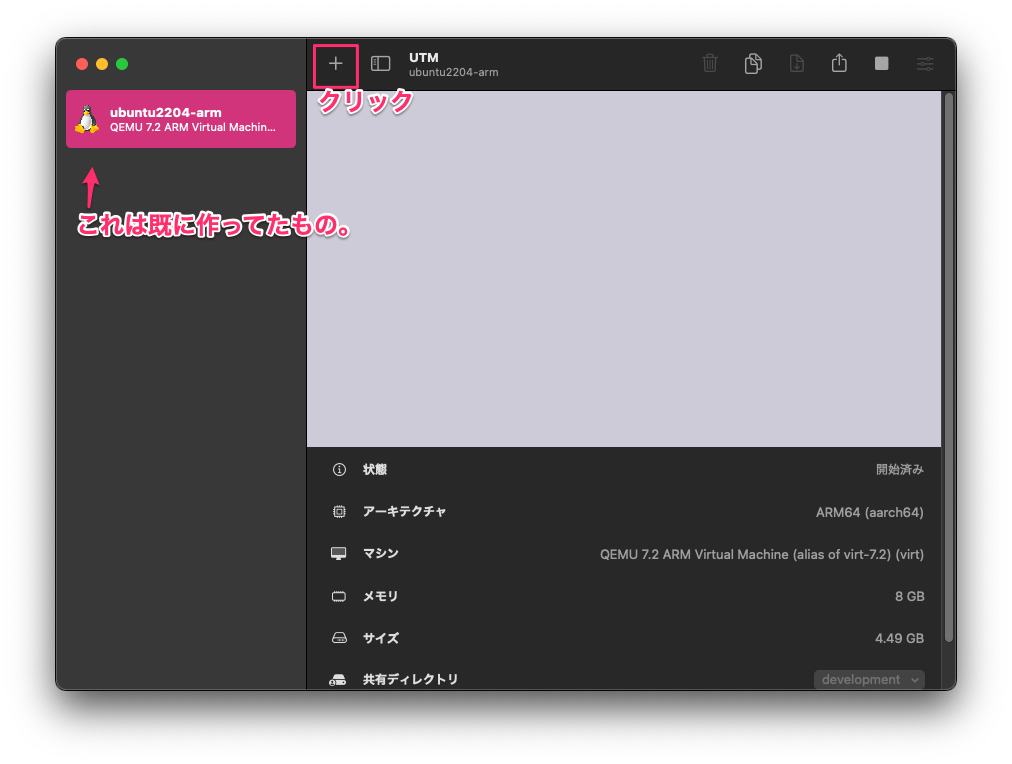 UTM
ubuntu2204-arm
クリック
ubuntu2204-arm
QEMU 7.2 ARM Virtual Machin...
これは既に作ってたもの。
状態 開始済み
アーキテクチャ ARM64 (aarch64)
マシン QEMU 7.2 ARM Virtual Machine (alias of virt-7.2) (virt)
メモリ 8 GB
サイズ 4.49 GB
共有ディレクトリ development